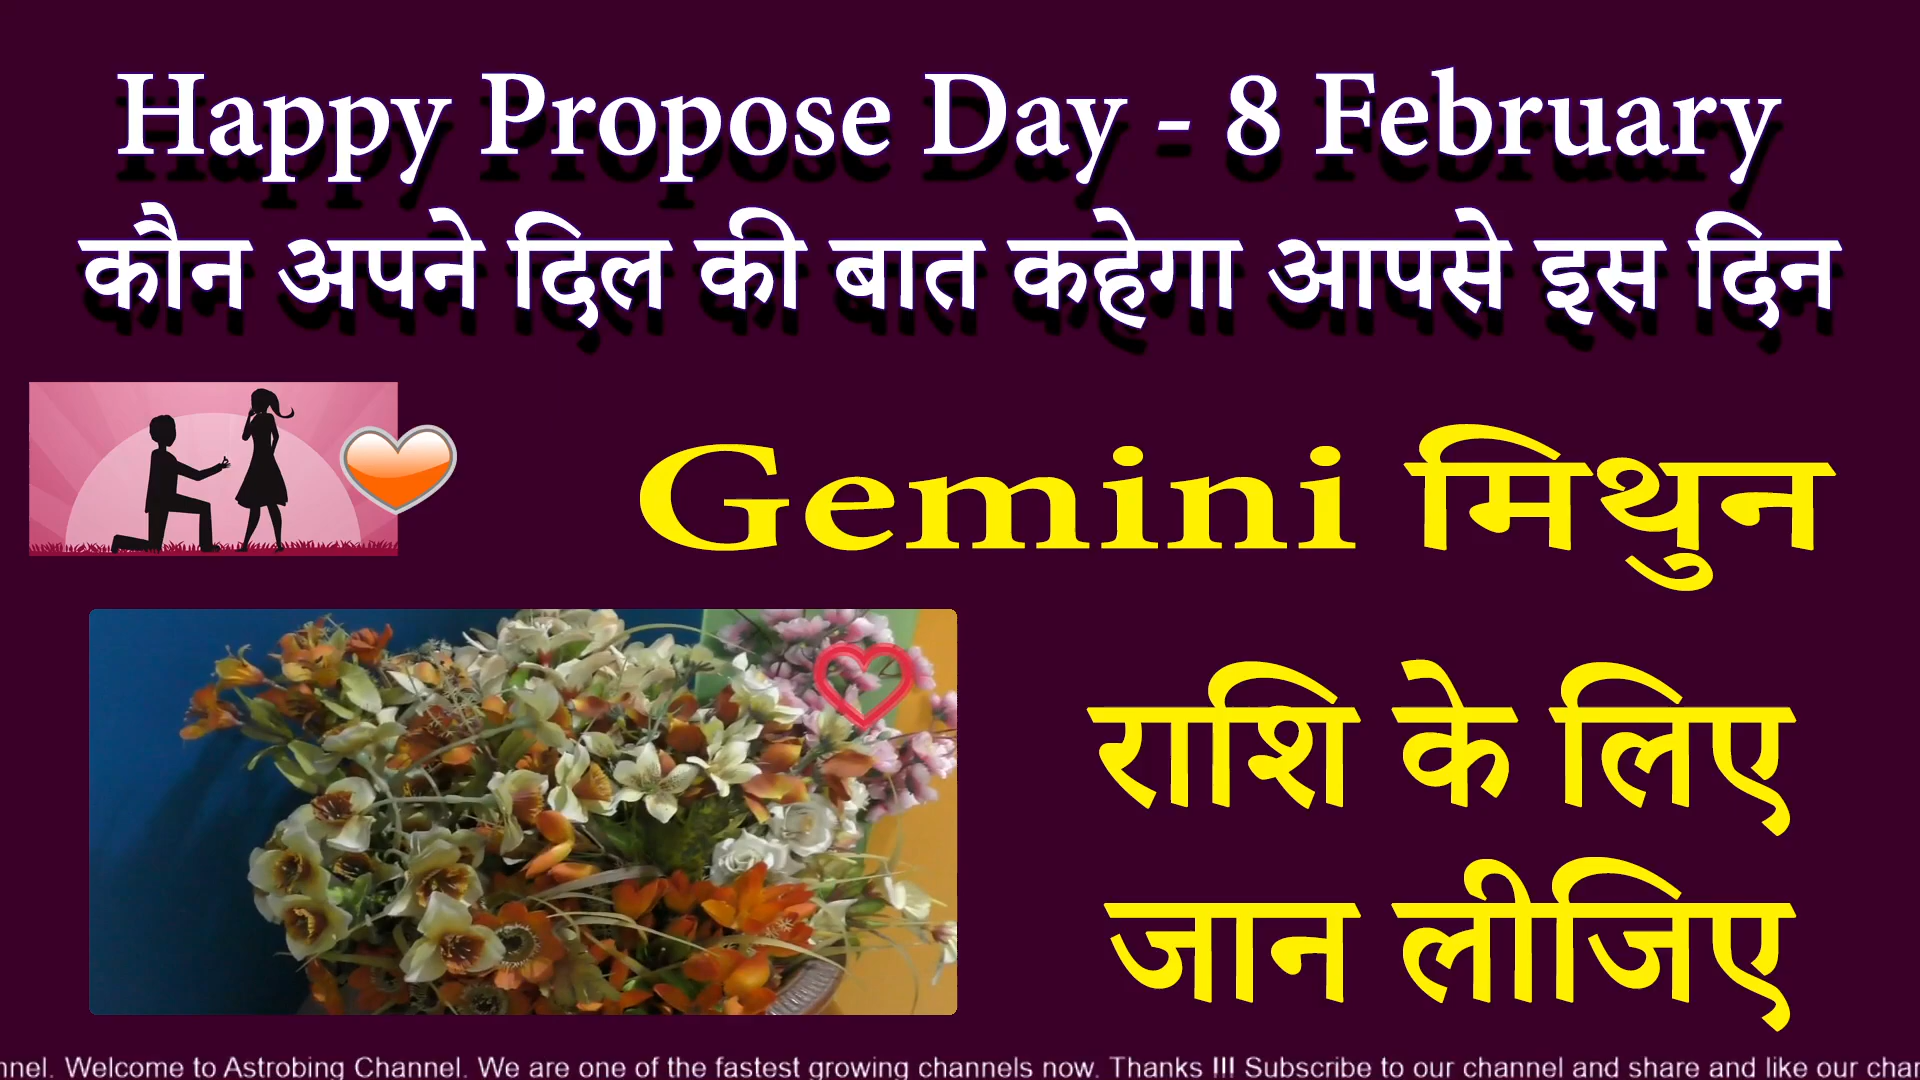 Happy Propose Day - 8 February
कौन अपने दिल की बात कहेगा आपसे इस दिन
Gemini मिथुन
राशि के लिए
जान लीजिए
nnel. Welcome to Astrobing Channel. We are one of the fastest growing channels now. Thanks !!! Subscribe to our channel and share and like our char